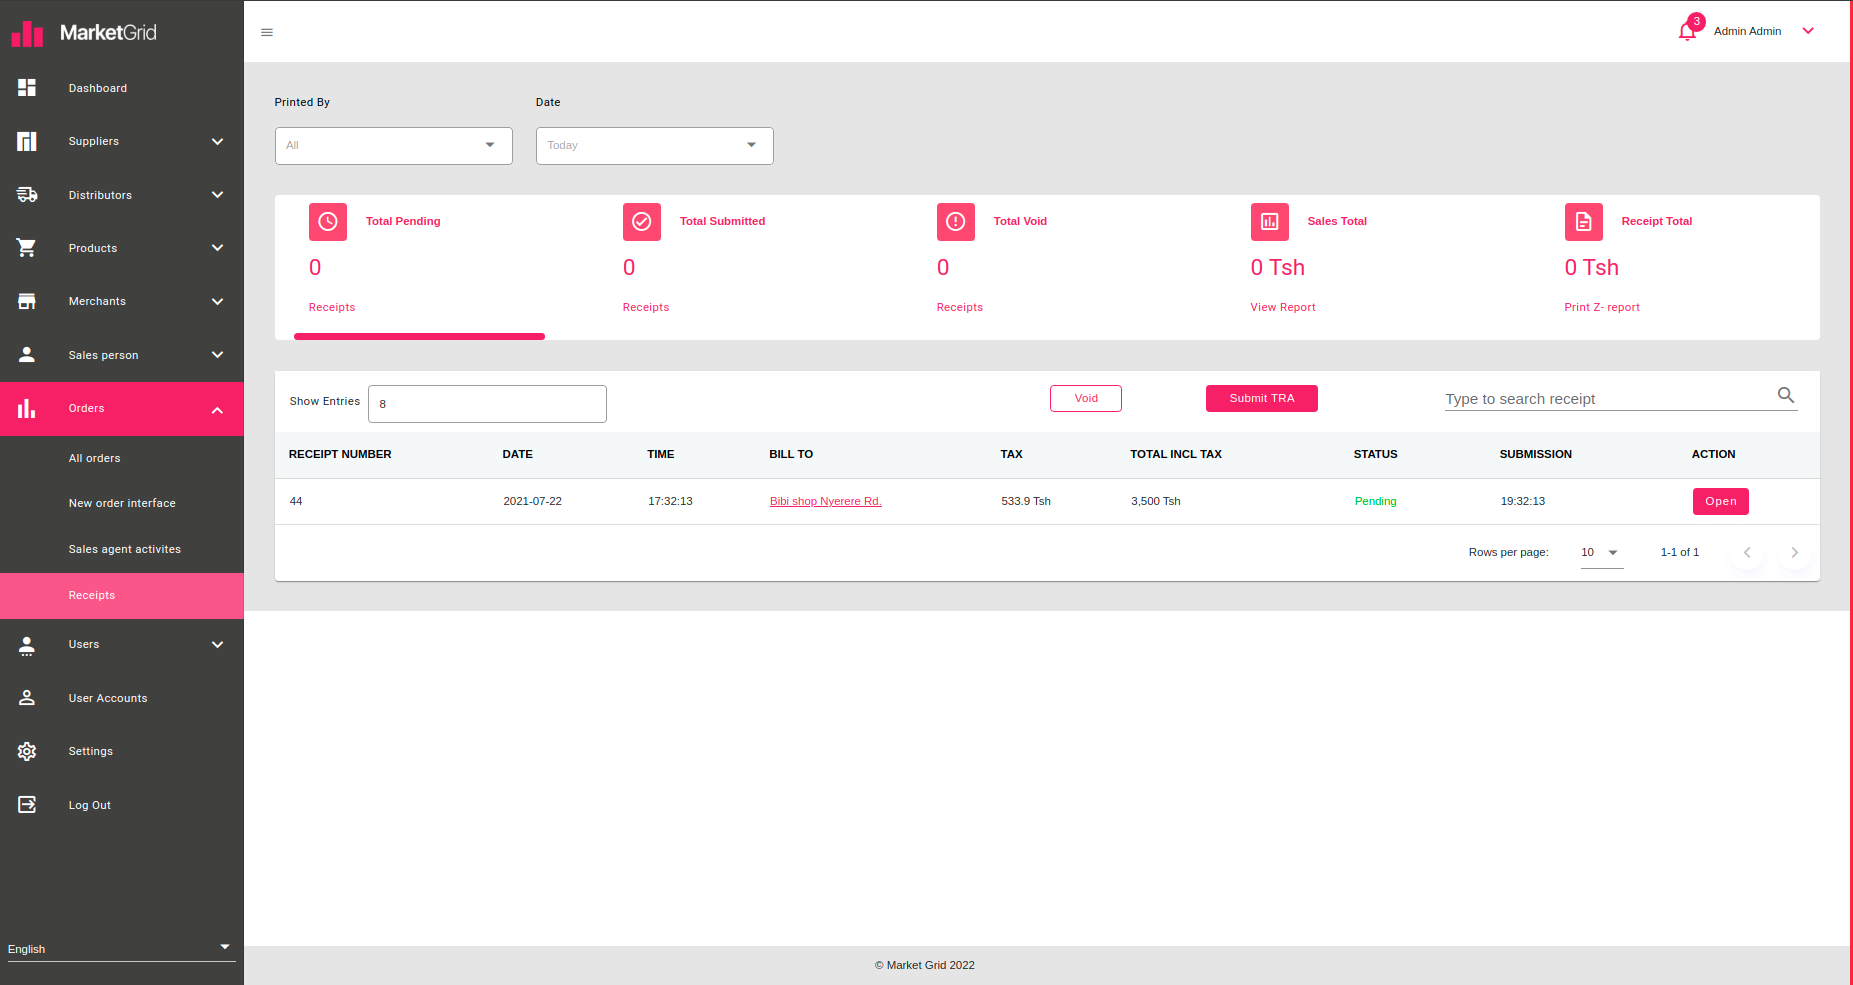 MarketGrid
3
Admin Admin
Dashboard
Suppliers
Distributors
Products
Merchants
Sales person
Orders
All orders
New order interface
Sales agent activites
Receipts
Users
User Accounts
Settings
Log Out
English
Printed By
Date
All
Today
Total Pending
0
Receipts
Total Submitted
0
Receipts
Total Void
0
Receipts
Sales Total
0 Tsh
View Report
Receipt Total
0 Tsh
Print Z- report
Show Entries
8
Void
Submit TRA
Type to search receipt
RECEIPT NUMBER DATE TIME BILL TO TAX TOTAL INCL TAX STATUS SUBMISSION ACTION
44 2021-07-22 17:32:13 Bibi shop Nyerere Rd. 533.9 Tsh 3,500 Tsh Pending 19:32:13 Open
Rows per page: 10 1-1 of 1
© Market Grid 2022